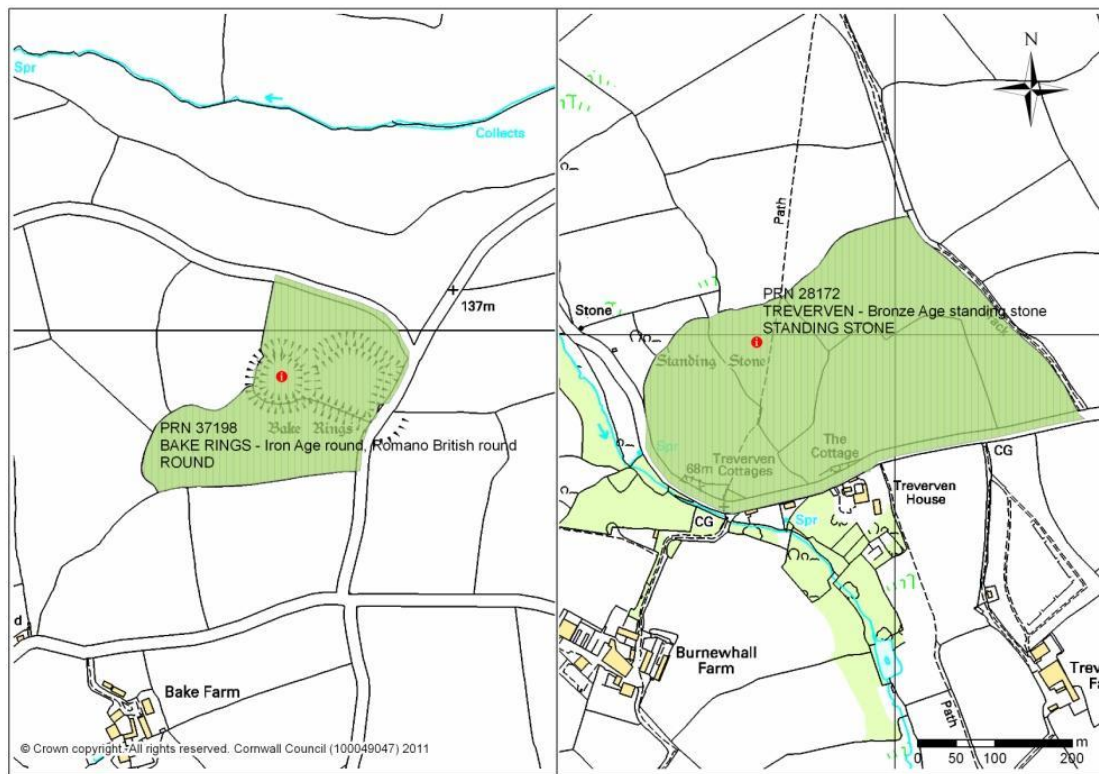 Spr
Collects
137m
PRN 37198
BAKE RINGS - Iron Age round, Romano British round
ROUND
Bake Rings
d
Bake Farm
© Crown copyright. All rights reserved. Cornwall Council (100049047) 2011
N
Path
Stone
PRN 28172
TREVERVEN - Bronze Age standing stone
STANDING STONE
Standing Stone
Track
Spr
68m
Treverven
Cottages
The
Cottage
CG
Treverven
House
CG
Spr
Burnewhall
Farm
Path
Trev
Fa
0 50 100 200
m